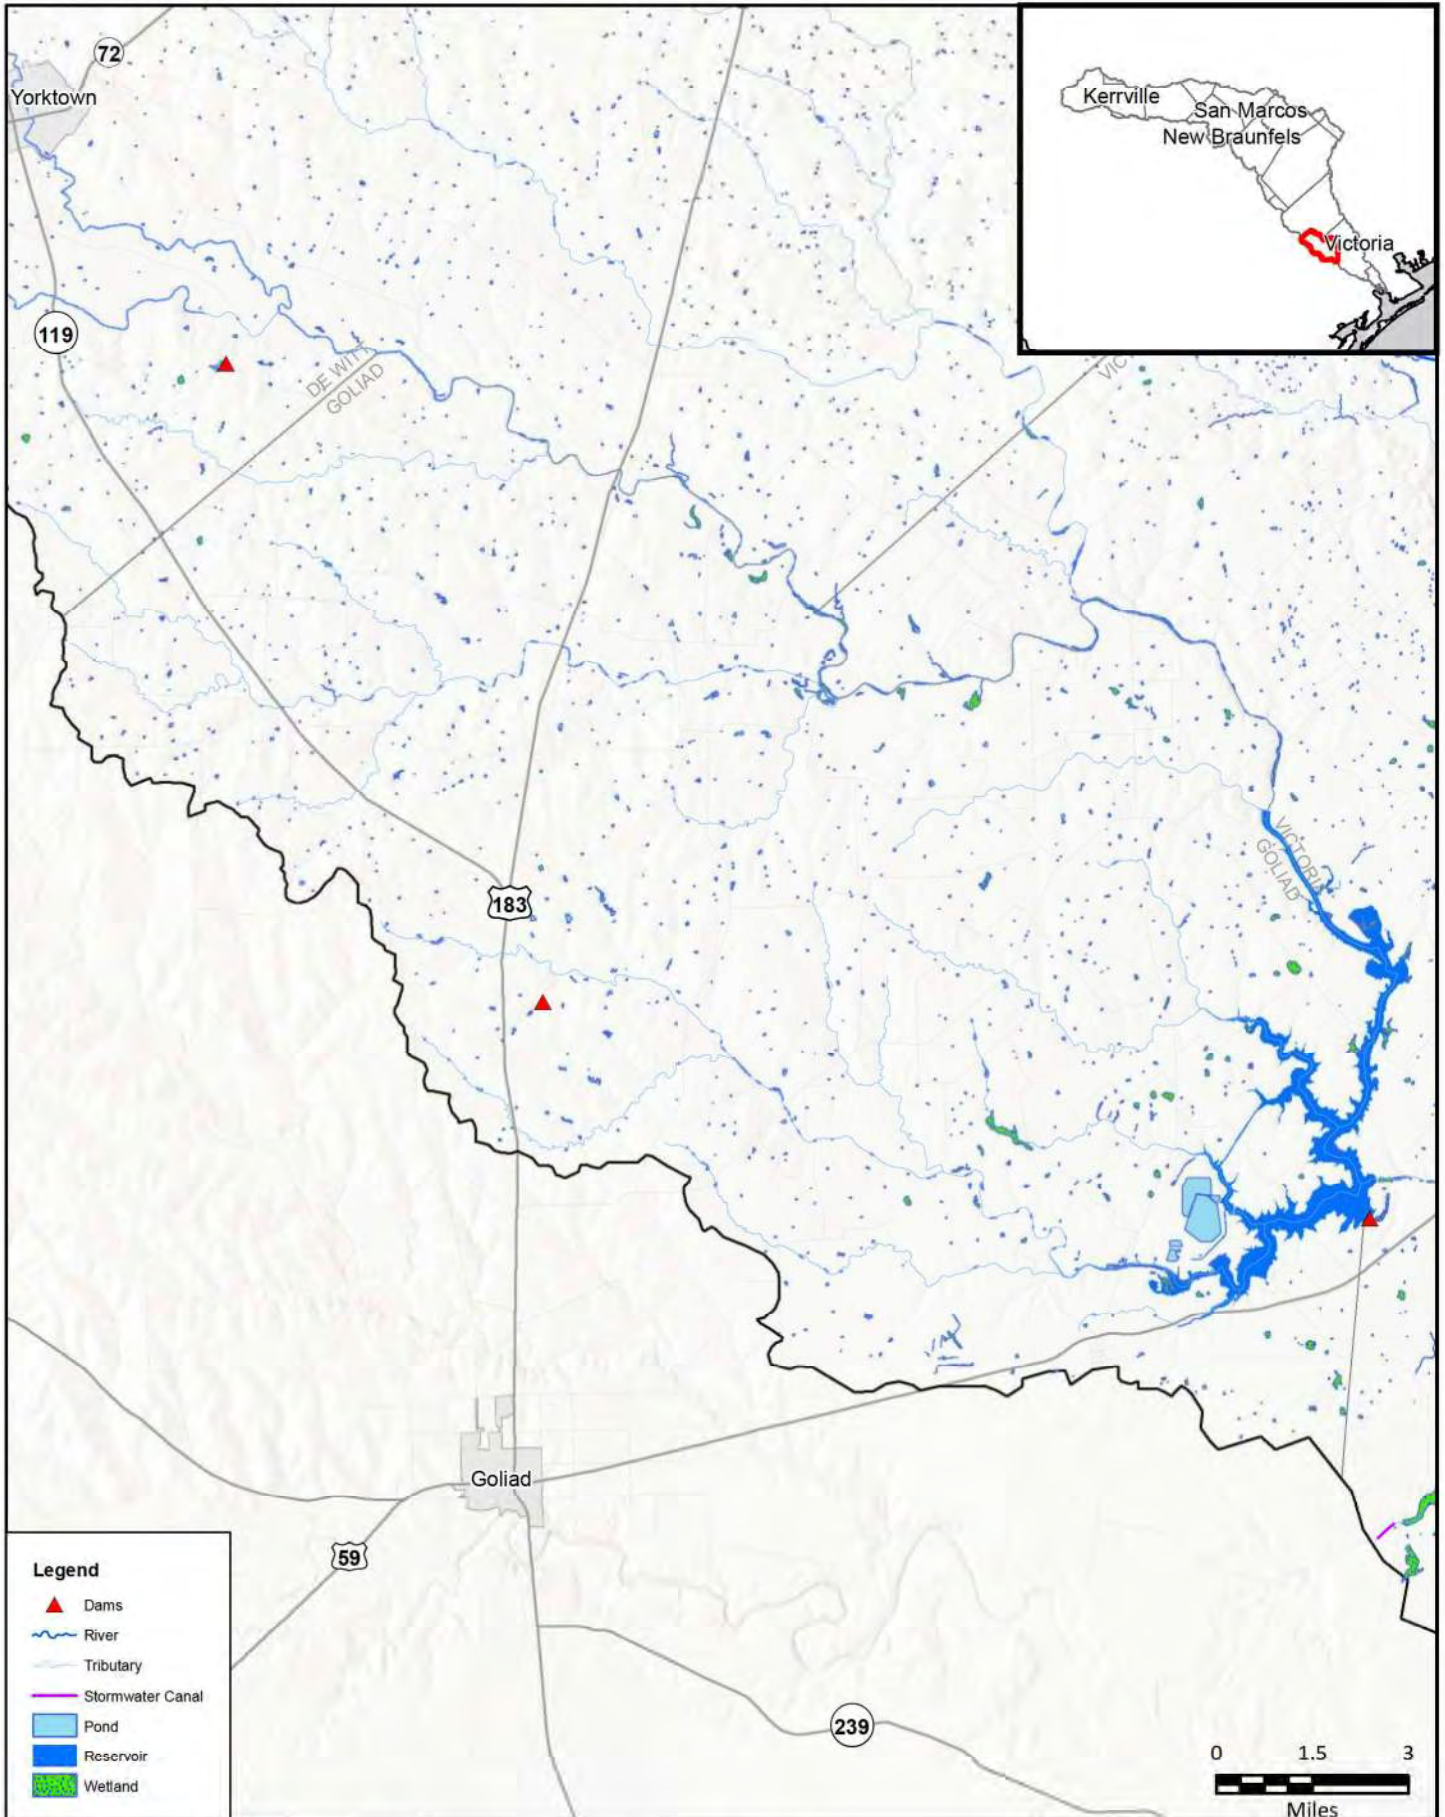 72
Yorktown
Kerrville
San Marcos
New Braunfels
Victoria
119
DE WITT
GOLIAD
VIC
VICTORIA
GOLIAD
183
Goliad
59
239
Legend
Dams
River
Tributary
Stormwater Canal
Pond
Reservoir
Wetland
0 1.5 3
Miles